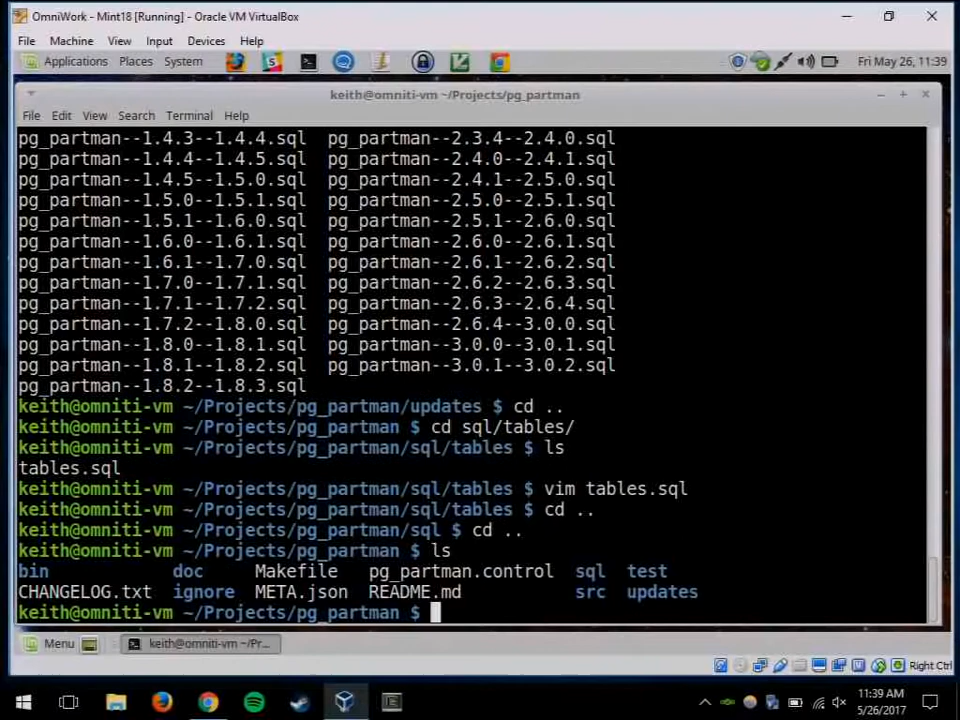 OmniWork - Mint18 [Running] - Oracle VM VirtualBox
File Machine View Input Devices Help
Applications Places System Fri May 26, 11:39
keith@omniti-vm ~/Projects/pg_partman
File Edit View Search Terminal Help
pg_partman--1.4.3--1.4.4.sql pg_partman--2.3.4--2.4.0.sql
pg_partman--1.4.4--1.4.5.sql pg_partman--2.4.0--2.4.1.sql
pg_partman--1.4.5--1.5.0.sql pg_partman--2.4.1--2.5.0.sql
pg_partman--1.5.0--1.5.1.sql pg_partman--2.5.0--2.5.1.sql
pg_partman--1.5.1--1.6.0.sql pg_partman--2.5.1--2.6.0.sql
pg_partman--1.6.0--1.6.1.sql pg_partman--2.6.0--2.6.1.sql
pg_partman--1.6.1--1.7.0.sql pg_partman--2.6.1--2.6.2.sql
pg_partman--1.7.0--1.7.1.sql pg_partman--2.6.2--2.6.3.sql
pg_partman--1.7.1--1.7.2.sql pg_partman--2.6.3--2.6.4.sql
pg_partman--1.7.2--1.8.0.sql pg_partman--2.6.4--3.0.0.sql
pg_partman--1.8.0--1.8.1.sql pg_partman--3.0.0--3.0.1.sql
pg_partman--1.8.1--1.8.2.sql pg_partman--3.0.1--3.0.2.sql
pg_partman--1.8.2--1.8.3.sql
keith@omniti-vm ~/Projects/pg_partman/updates $ cd ..
keith@omniti-vm ~/Projects/pg_partman $ cd sql/tables/
keith@omniti-vm ~/Projects/pg_partman/sql/tables $ ls
tables.sql
keith@omniti-vm ~/Projects/pg_partman/sql/tables $ vim tables.sql
keith@omniti-vm ~/Projects/pg_partman/sql/tables $ cd ..
keith@omniti-vm ~/Projects/pg_partman/sql $ cd ..
keith@omniti-vm ~/Projects/pg_partman $ ls
bin doc Makefile pg_partman.control sql test
CHANGELOG.txt ignore META.json README.md src updates
keith@omniti-vm ~/Projects/pg_partman $
Menu keith@omniti-vm ~/Pr...
Right Ctrl
11:39 AM
5/26/2017